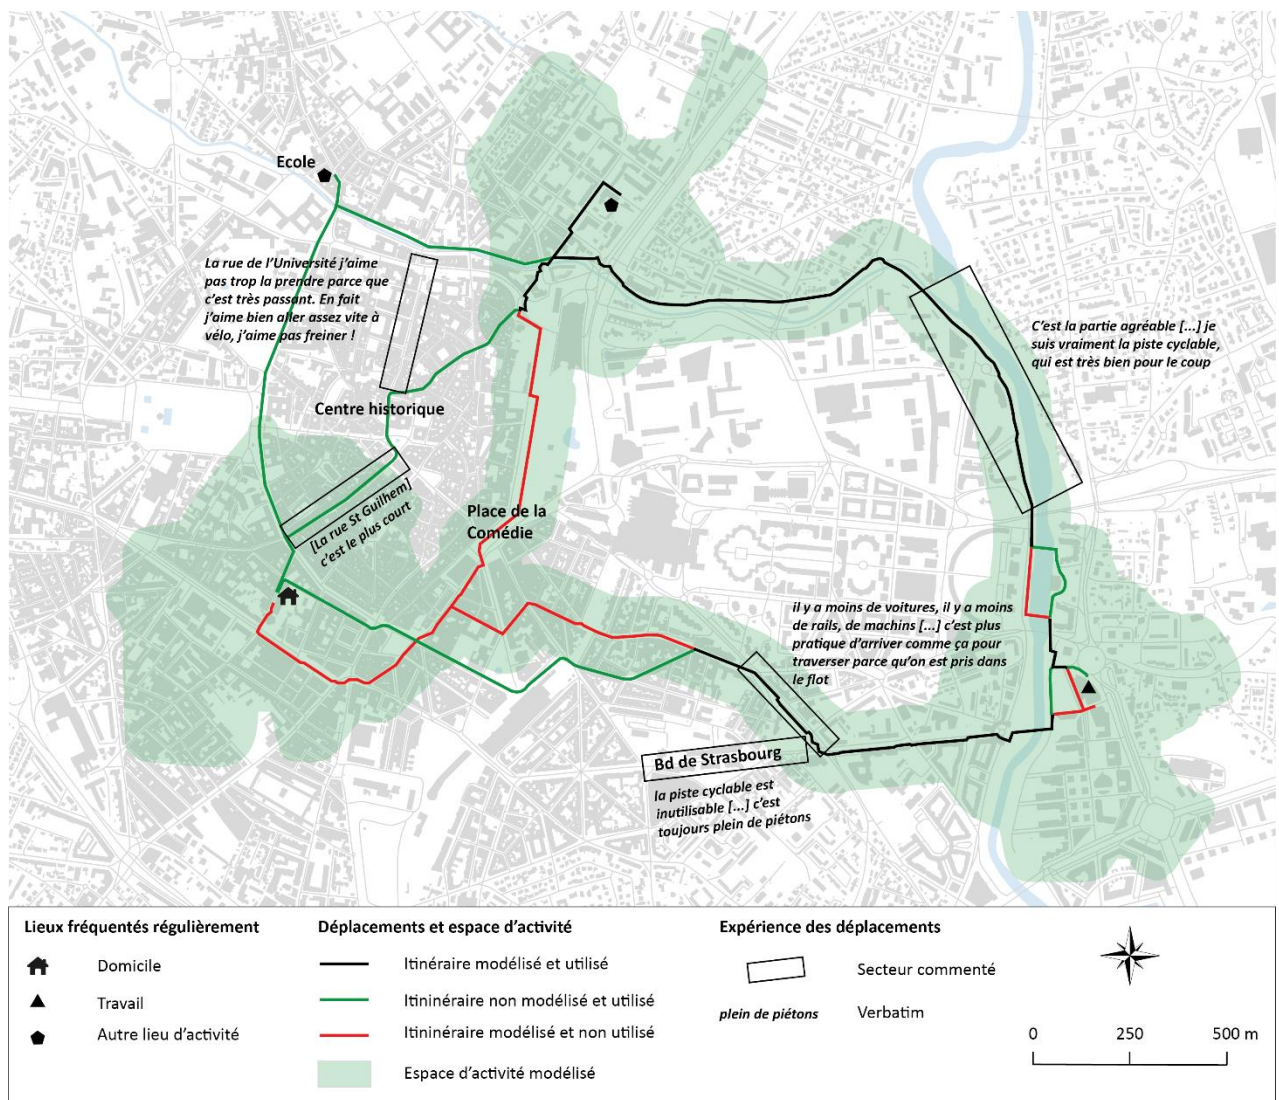 Ecole
La rue de l'Université j'aime
pas trop la prendre parce que
c'est très passant. En fait
j'aime bien aller assez vite à
vélo, j'aime pas freiner !
C'est la partie agréable [...] je
suis vraiment la piste cyclable,
qui est très bien pour le coup
Centre historique
[La rue St Guilhem]
c'est le plus court
Place de la
Comédie
il y a moins de voitures, il y a moins
de rails, de machins [...] c'est plus
pratique d'arriver comme ça pour
traverser parce qu'on est pris dans
le flot
Bd de Strasbourg
la piste cyclable est
inutilisable [...] c'est
toujours plein de piétons
Lieux fréquentés régulièrement
Domicile
Travail
Autre lieu d'activité
Déplacements et espace d'activité
Itinéraire modélisé et utilisé
Itininéraire non modélisé et utilisé
Itininéraire modélisé et non utilisé
Espace d'activité modélisé
Expérience des déplacements
Secteur commenté
plein de piétons Verbatim
0 250 500 m